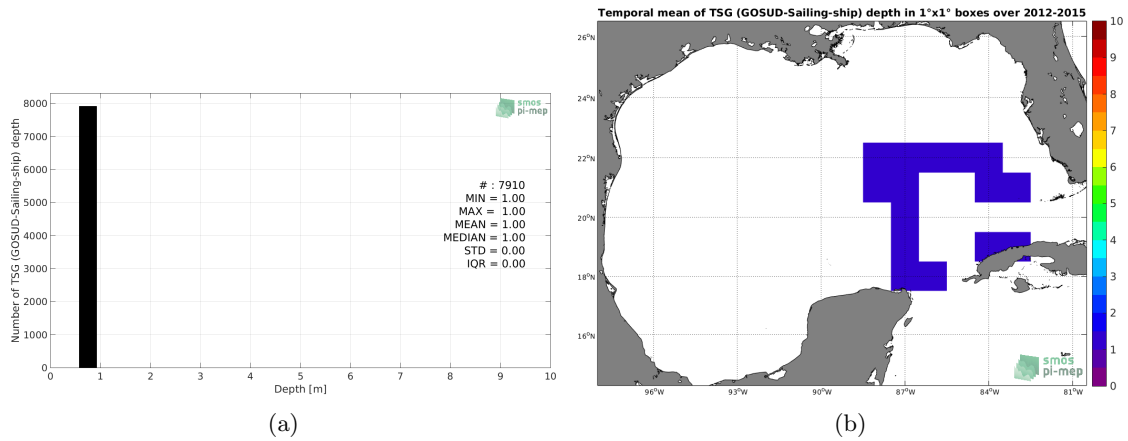 Temporal mean of TSG (GOSUD-Sailing-ship) depth in 1°x1° boxes over 2012-2015
Number of TSG (GOSUD-Sailing-ship) depth
8000
7000
6000
5000
4000
3000
2000
1000
0
0 1 2 3 4 5 6 7 8 9 10
Depth [m]
smos
pi-mep
# : 7910
MIN = 1.00
MAX = 1.00
MEAN = 1.00
MEDIAN = 1.00
STD = 0.00
IQR = 0.00
(a)
26°N
24°N
22°N
20°N
18°N
16°N
96°W 93°W 90°W 87°W 84°W 81°W
smos
pi-mep
10
9
8
7
6
5
4
3
2
1
0
(b)